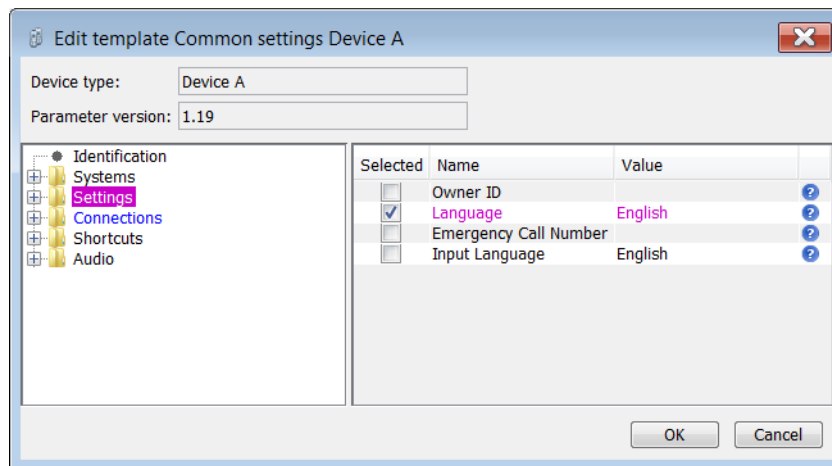 Edit template Common settings Device A
Device type: Device A
Parameter version: 1.19
Identification
Systems
Settings
Connections
Shortcuts
Audio
Selected Name Value
Owner ID
Language English
Emergency Call Number
Input Language English
OK Cancel